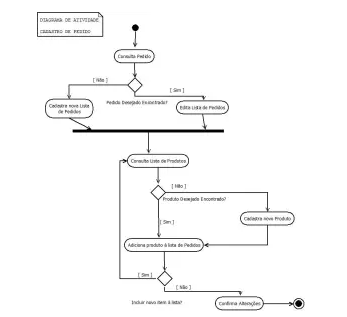 DIAGRAMA DE ATIVIDADE
CADASTRO DE PEDIDO
Consulta Pedido
[ Não ]
[ Sim ]
Pedido Desejado Encontrado?
Cadastra nova Lista
de Pedidos
Edita Lista de Pedidos
Consulta Lista de Produtos
[ Não ]
Produto Desejado Encontrado?
[ Sim ]
Cadastra novo Produto
Adiciona produto à lista de Pedidos
[ Sim ]
[ Não ]
Incluir novo item à lista?
Confirma Alterações